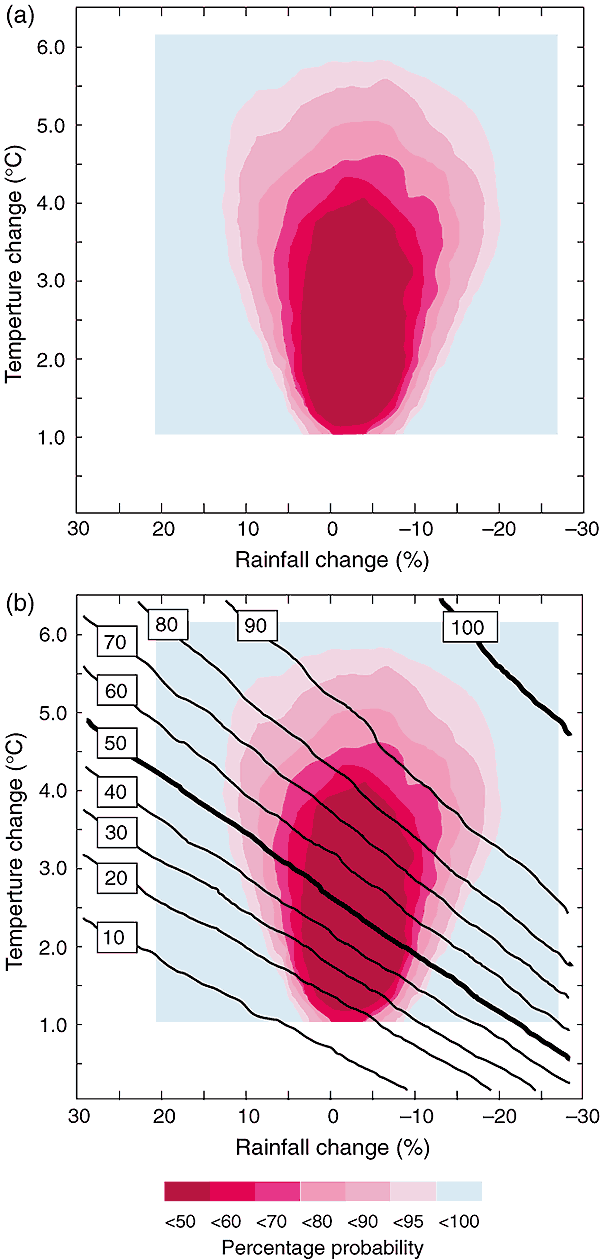 (a)
6.0
5.0
4.0
3.0
2.0
1.0
Temperture change (°C)
30 20 10 0 –10 –20 –30
Rainfall change (%)
(b)
6.0
5.0
4.0
3.0
2.0
1.0
Temperture change (°C)
80
90
100
70
60
50
40
30
20
10
30 20 10 0 –10 –20 –30
Rainfall change (%)
<50 <60 <70 <80 <90 <95 <100
Percentage probability